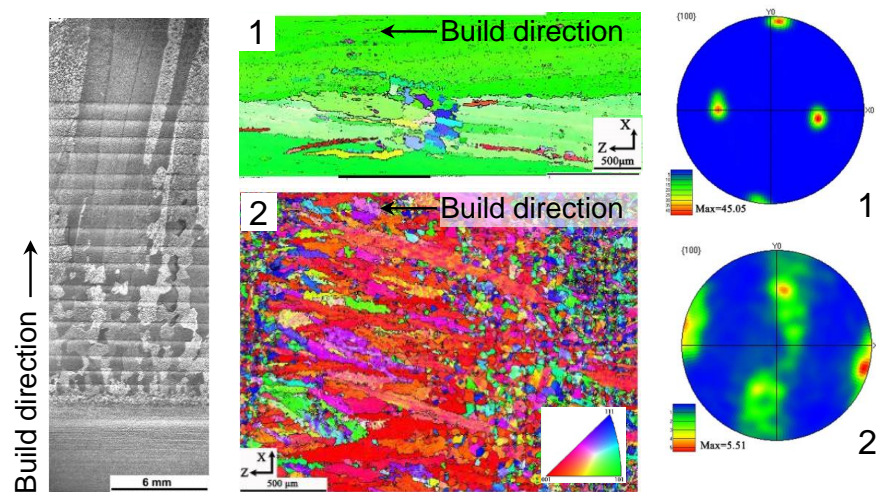 Build direction
6 mm
1
Build direction
X
Z
500μm
2
Build direction
X
Z
500 μm
111
001
101
{100}
Y0
X0
Max=45.05
1
{100}
Y0
Max=5.51
2